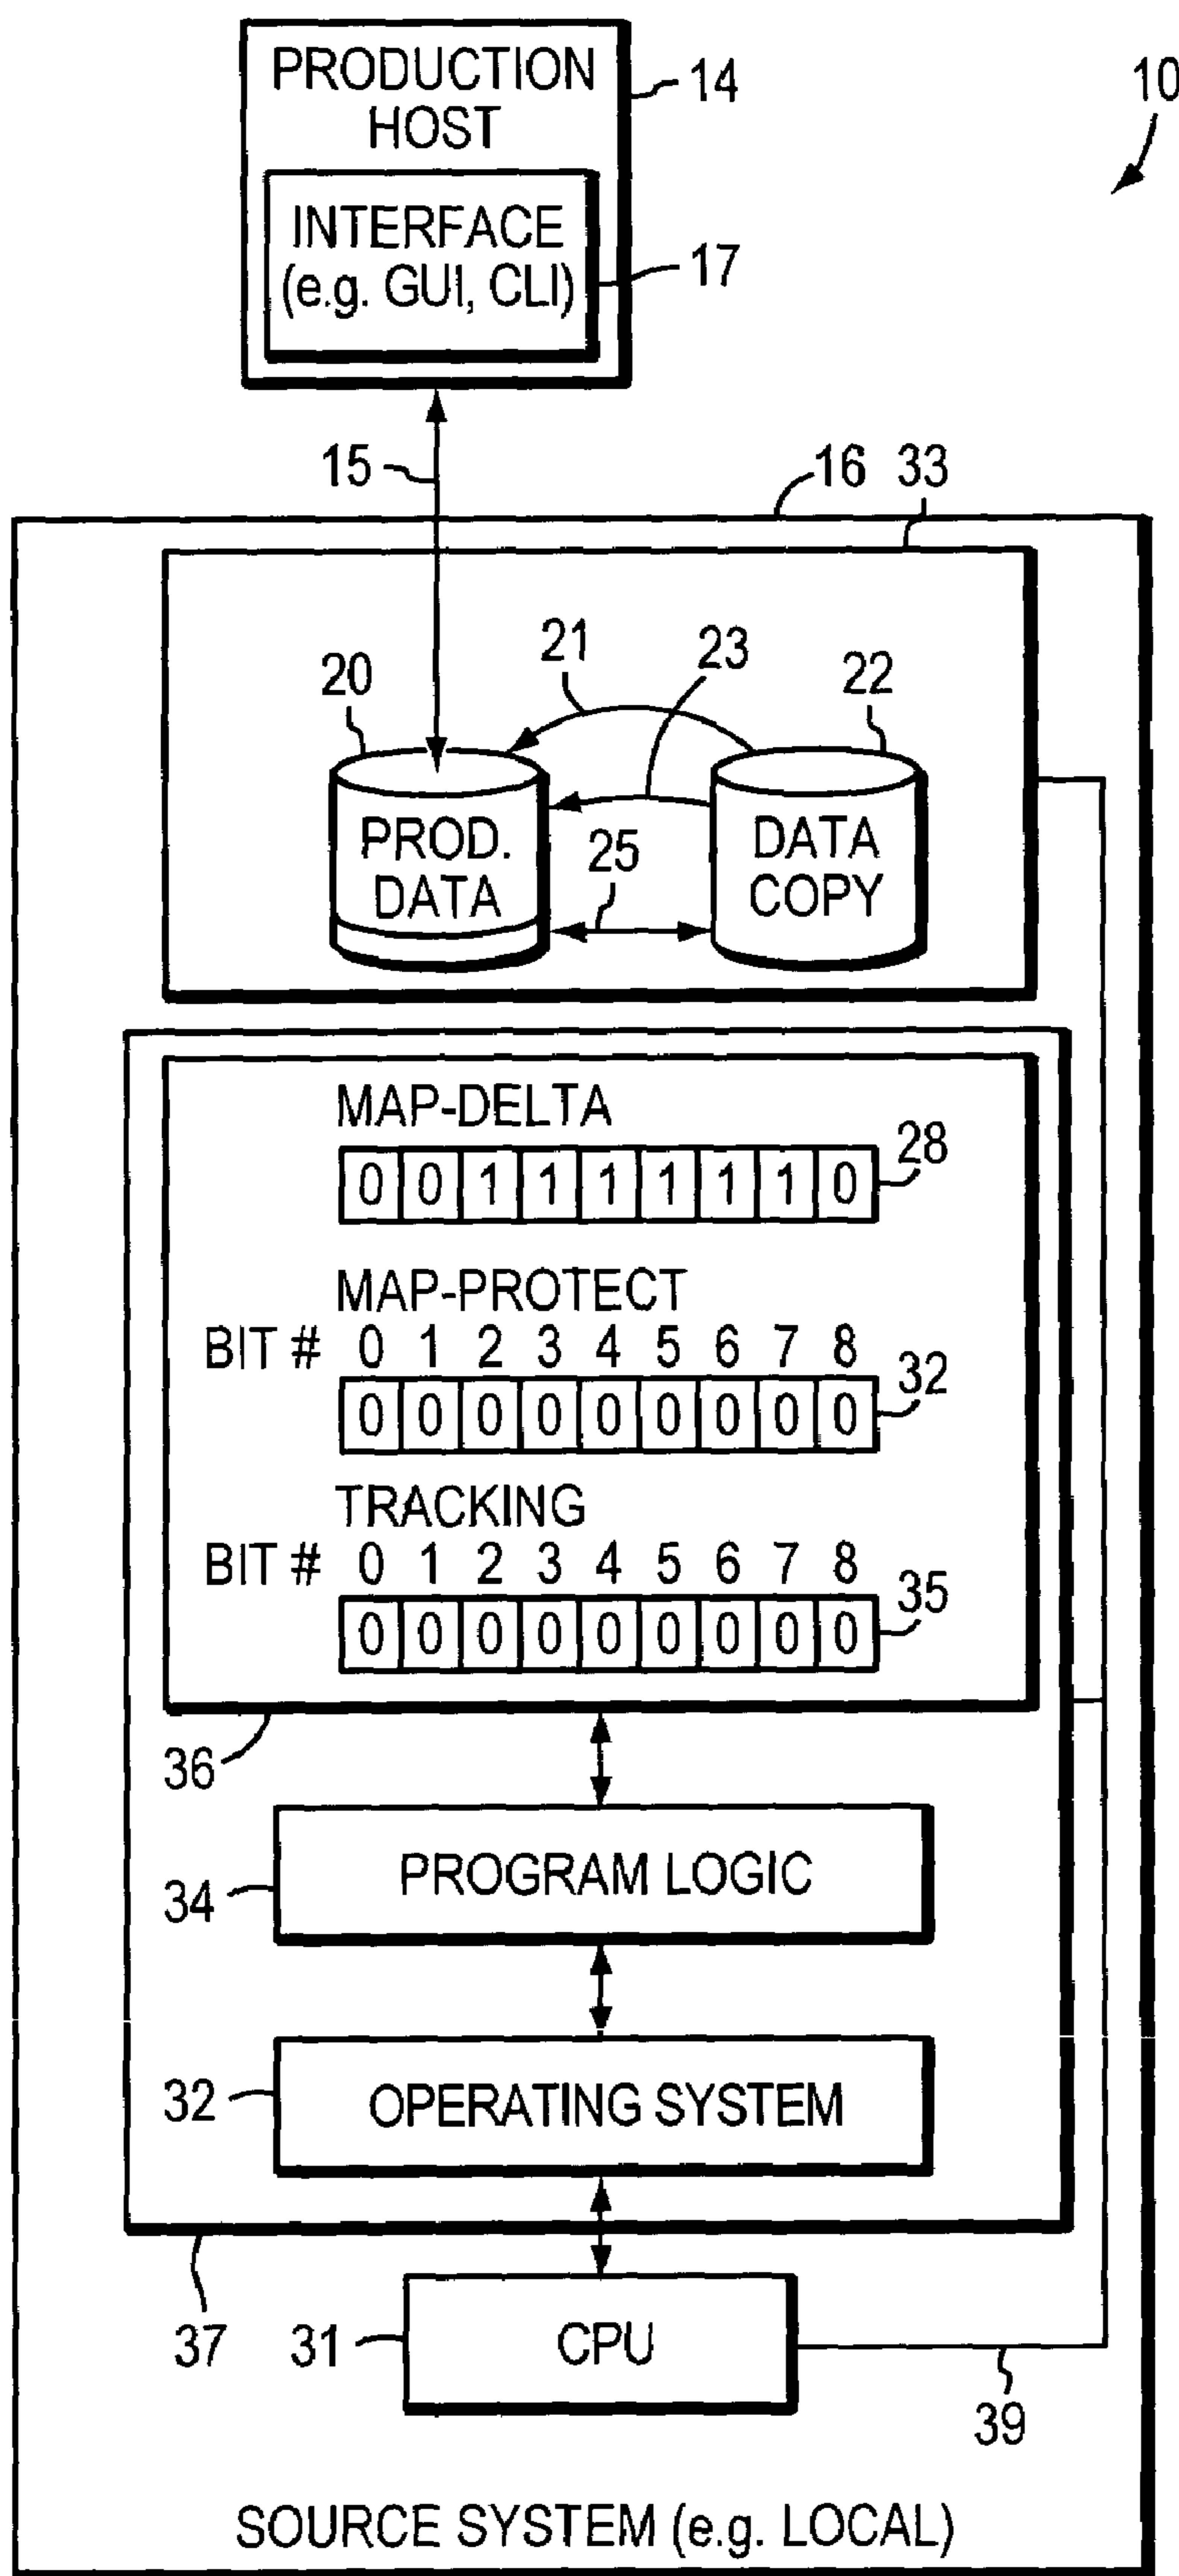 PRODUCTION
HOST
14
10
INTERFACE
(e.g. GUI, CLI)
17
15
16
33
21
23
20
22
PROD.
DATA
25
DATA
COPY
MAP-DELTA
0 0 1 1 1 1 1 1 0
28
MAP-PROTECT
BIT # 0 1 2 3 4 5 6 7 8
0 0 0 0 0 0 0 0 0
32
TRACKING
BIT # 0 1 2 3 4 5 6 7 8
0 0 0 0 0 0 0 0 0
35
36
PROGRAM LOGIC
34
OPERATING SYSTEM
32
37
31
CPU
39
SOURCE SYSTEM (e.g. LOCAL)